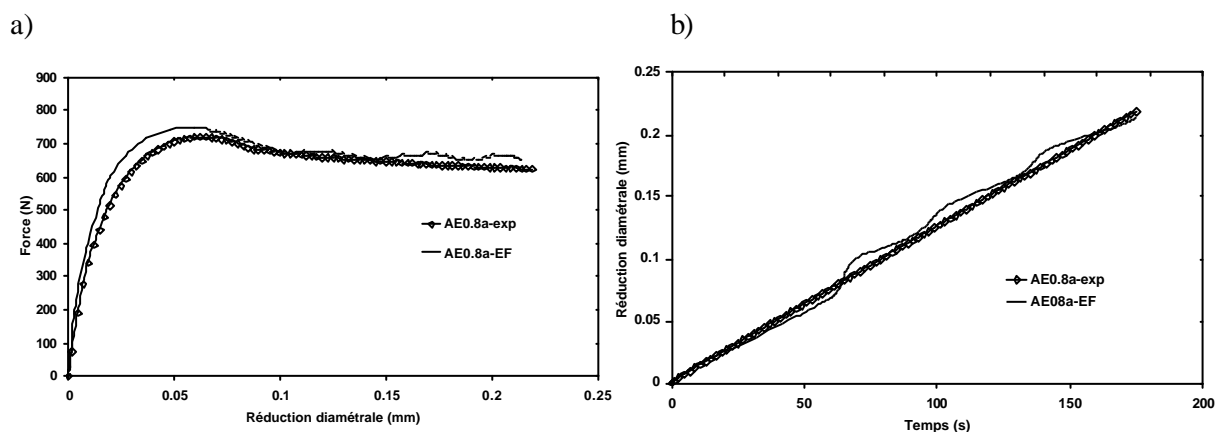 a)
900
800
700
600
500
400
300
200
100
0
Force (N)
0
0.05
0.1
0.15
0.2
0.25
Réduction diamétrale (mm)
AE0.8a-exp
AE0.8a-EF
b)
0.25
0.2
0.15
0.1
0.05
0
Réduction diamétrale (mm)
0
50
100
150
200
Temps (s)
AE0.8a-exp
AE08a-EF